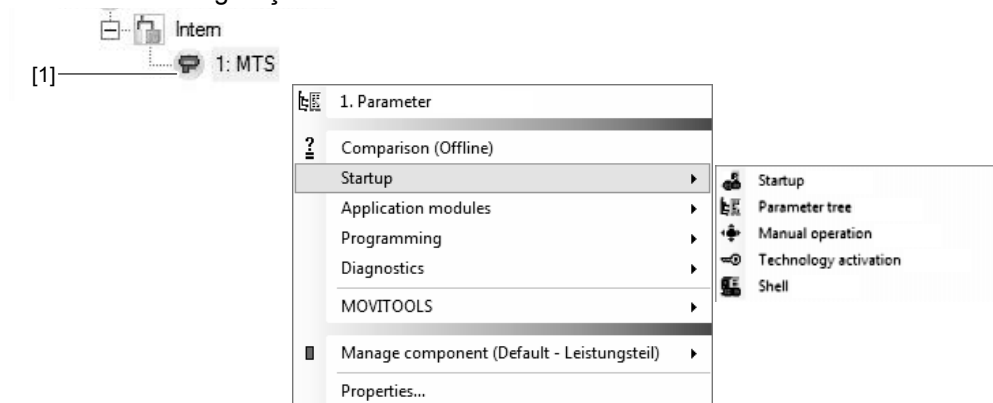 Intern
[1]
1: MTS
1. Parameter
Comparison (Offline)
Startup
Application modules
Programming
Diagnostics
MOVITOOLS
Manage component (Default - Leistungsteil)
Properties...
Startup
Parameter tree
Manual operation
Technology activation
Shell